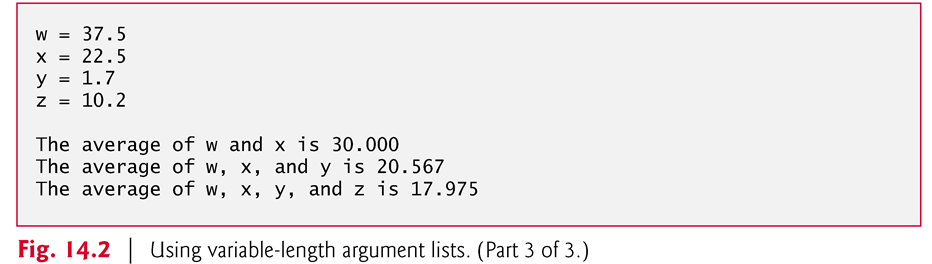 w = 37.5
x = 22.5
y = 1.7
z = 10.2
The average of w and x is 30.000
The average of w, x, and y is 20.567
The average of w, x, y, and z is 17.975
Fig. 14.2 | Using variable-length argument lists. (Part 3 of 3.)